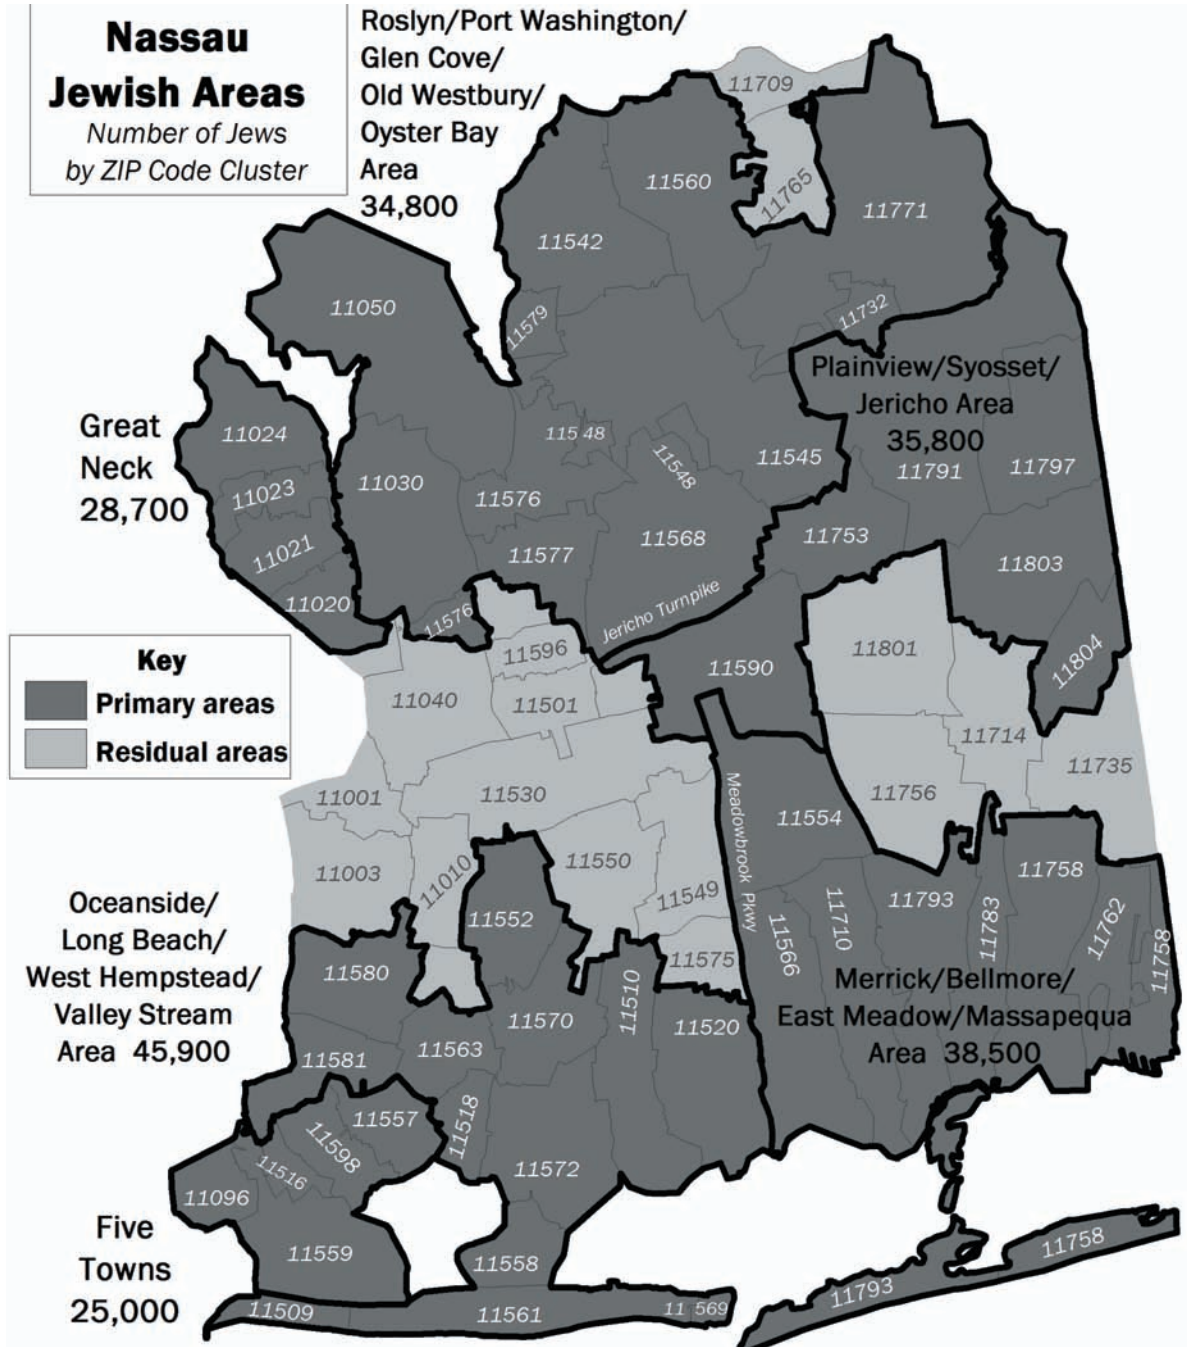 Nassau
Jewish Areas
Number of Jews
by ZIP Code Cluster
Roslyn/Port Washington/
Glen Cove/
Old Westbury/
Oyster Bay
Area
34,800
11709
11560
11765
11771
11542
11050
11579
11732
Plainview/Syosset/
Jericho Area
35,800
Great
Neck
28,700
11024
11023
11021
11020
11030
11548
11548
11545
11791
11797
11576
11577
11568
11753
11803
11576
Jericho Turnpike
11804
Key
Primary areas
Residual areas
11596
11590
11801
11040
11501
11714
11735
11001
11530
11756
Meadowbrook Pkwy
11554
11003
11010
11550
11549
11758
Oceanside/
Long Beach/
West Hempstead/
Valley Stream
Area 45,900
11552
11793
11783
11762
11758
11580
11575
11566
11710
11570
11510
11520
Merrick/Bellmore/
East Meadow/Massapequa
Area 38,500
11581
11563
11557
11518
11598
11516
11572
11096
Five
Towns
25,000
11559
11558
11758
11793
11509
11561
11569